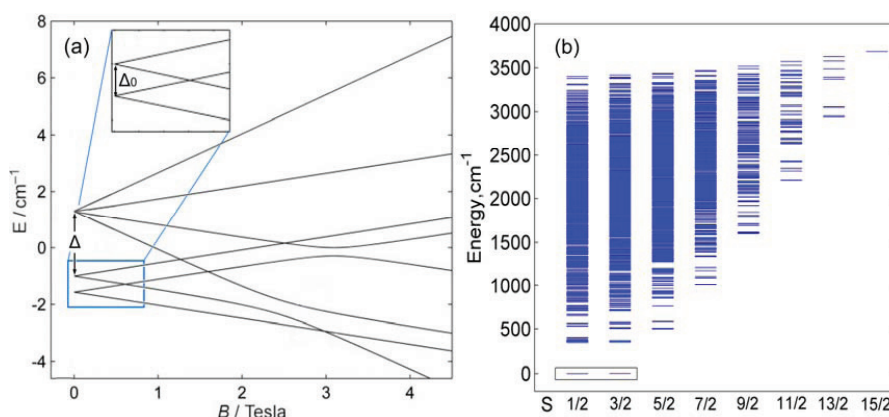 (a)
Δ₀
Δ
E / cm⁻¹
8
6
4
2
0
-2
-4
0 1 2 3 4
B / Tesla
(b)
Energy,cm⁻¹
4000
3500
3000
2500
2000
1500
1000
500
0
S 1/2 3/2 5/2 7/2 9/2 11/2 13/2 15/2